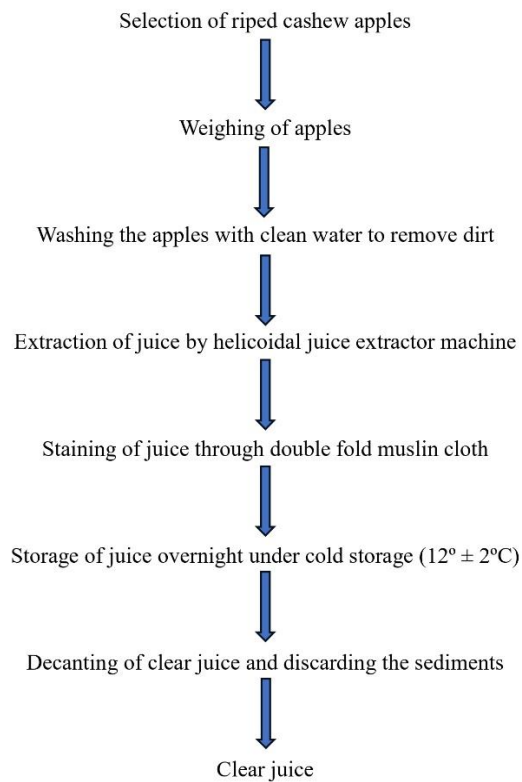 Selection of riped cashew apples
Weighing of apples
Washing the apples with clean water to remove dirt
Extraction of juice by helicoidal juice extractor machine
Staining of juice through double fold muslin cloth
Storage of juice overnight under cold storage (12º ± 2ºC)
Decanting of clear juice and discarding the sediments
Clear juice